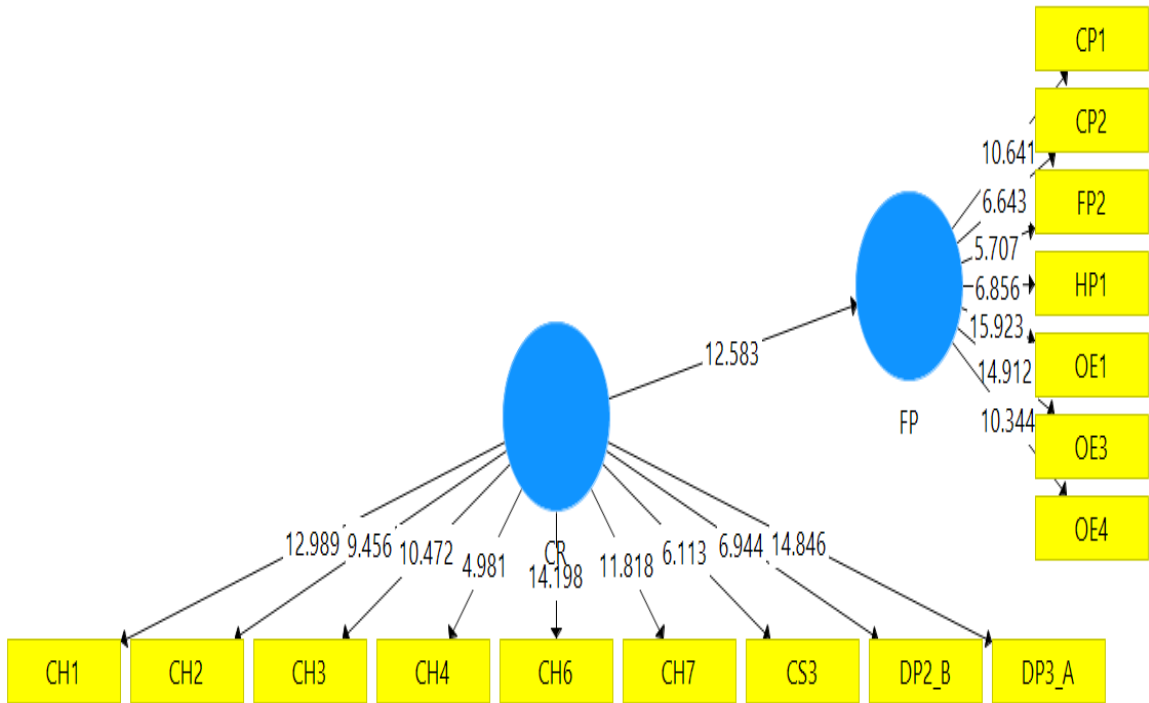 CP1
CP2
10.641
6.643
FP2
5.707
HP1
6.856
15.923
OE1
12.583
14.912
FP
10.344
OE3
OE4
12.989
9.456
10.472
4.981
CR
14.198
11.818
6.113
6.944
14.846
CH1
CH2
CH3
CH4
CH6
CH7
CS3
DP2_B
DP3_A